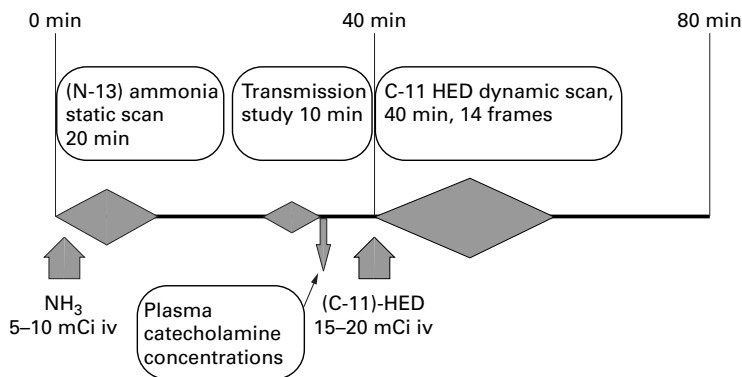 0 min
40 min
80 min
(N-13) ammonia
static scan
20 min
Transmission
study 10 min
C-11 HED dynamic scan,
40 min, 14 frames
NH₃
5–10 mCi iv
Plasma
catecholamine
concentrations
(C-11)-HED
15–20 mCi iv